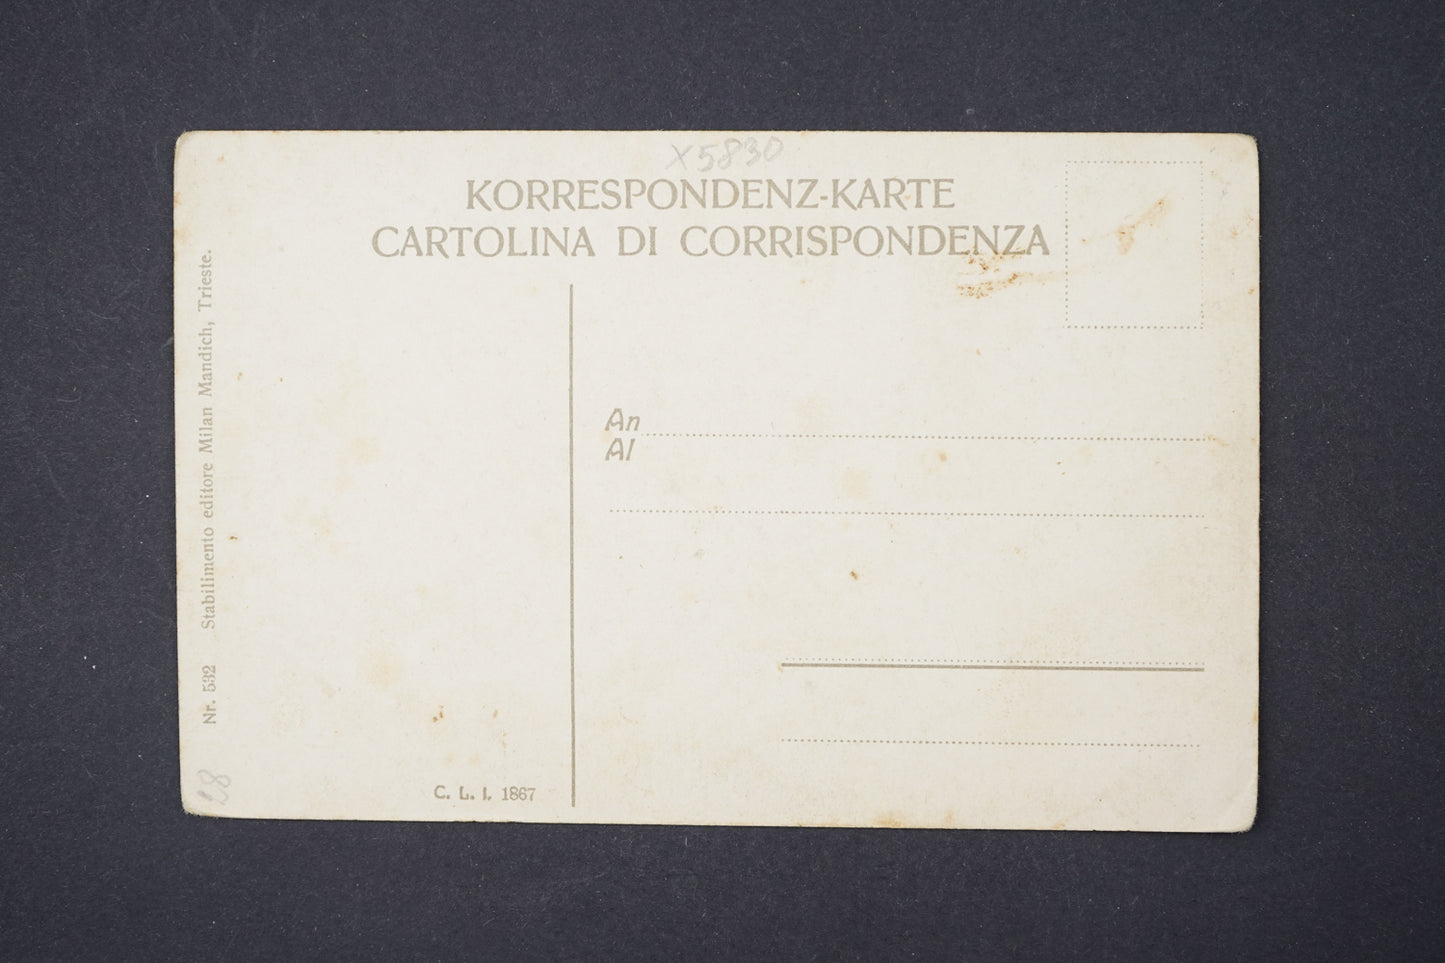 X5830
KORRESPONDENZ-KARTE
CARTOLINA DI CORRISPONDENZA
An
Al
Nr. 532 Stabilimento editore Milan Mandich, Trieste.
C. L. I. 1867